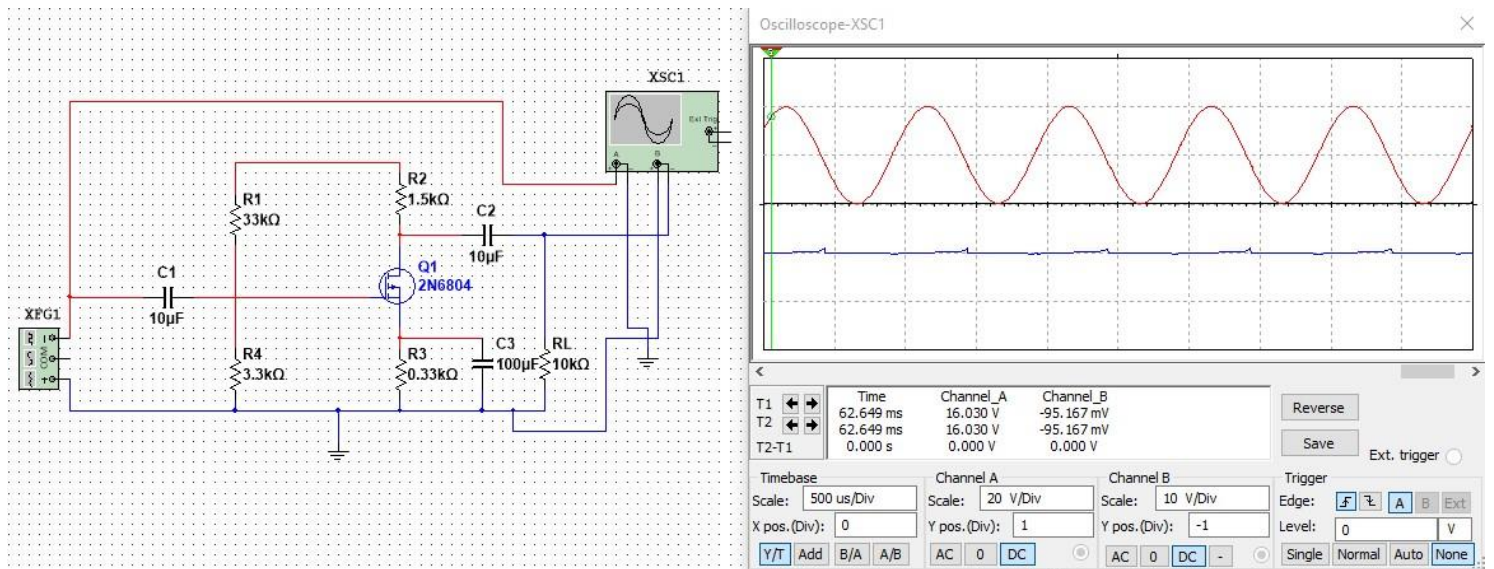 XSC1
Ext Trig
A
B
R1
33kΩ
R2
1.5kΩ
C2
10µF
Q1
2N6804
C1
10µF
XFG1
COM
R4
3.3kΩ
R3
0.33kΩ
C3
100µF
RL
10kΩ
Oscilloscope-XSC1
T1
T2
T2-T1
Time Channel_A Channel_B
62.649 ms 16.030 V -95.167 mV
62.649 ms 16.030 V -95.167 mV
0.000 s 0.000 V 0.000 V
Reverse
Save
Ext. trigger
Timebase
Scale: 500 us/Div
X pos.(Div): 0
Y/T Add B/A A/B
Channel A
Scale: 20 V/Div
Y pos.(Div): 1
AC 0 DC
Channel B
Scale: 10 V/Div
Y pos.(Div): -1
AC 0 DC -
Trigger
Edge: A B Ext
Level: 0 V
Single Normal Auto None